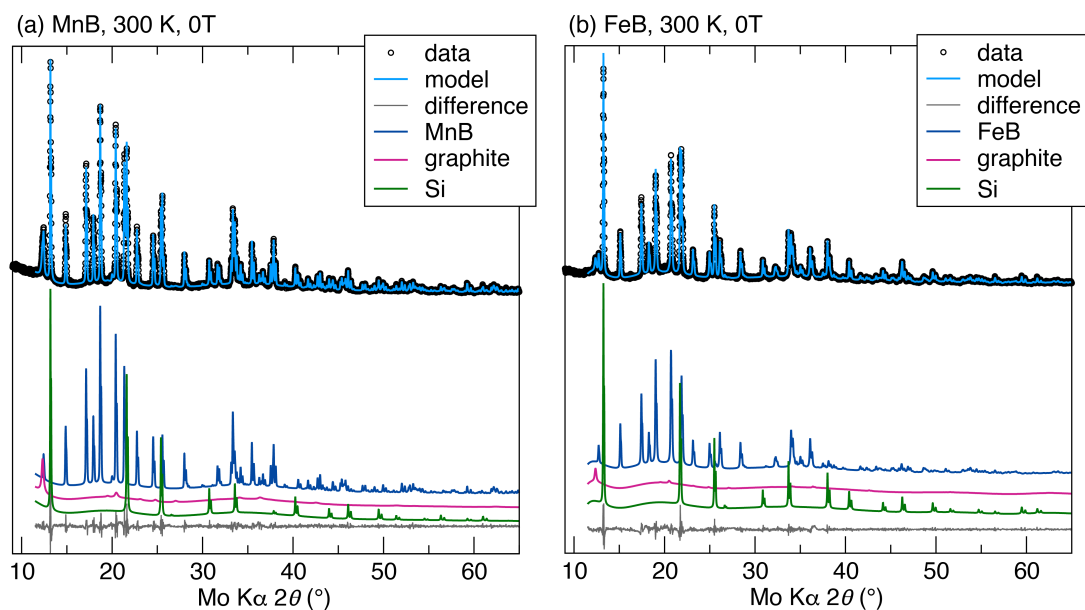 (a) MnB, 300 K, 0T
data
model
difference
MnB
graphite
Si
10 20 30 40 50 60
Mo Kα 2θ (°)
(b) FeB, 300 K, 0T
data
model
difference
FeB
graphite
Si
10 20 30 40 50 60
Mo Kα 2θ (°)